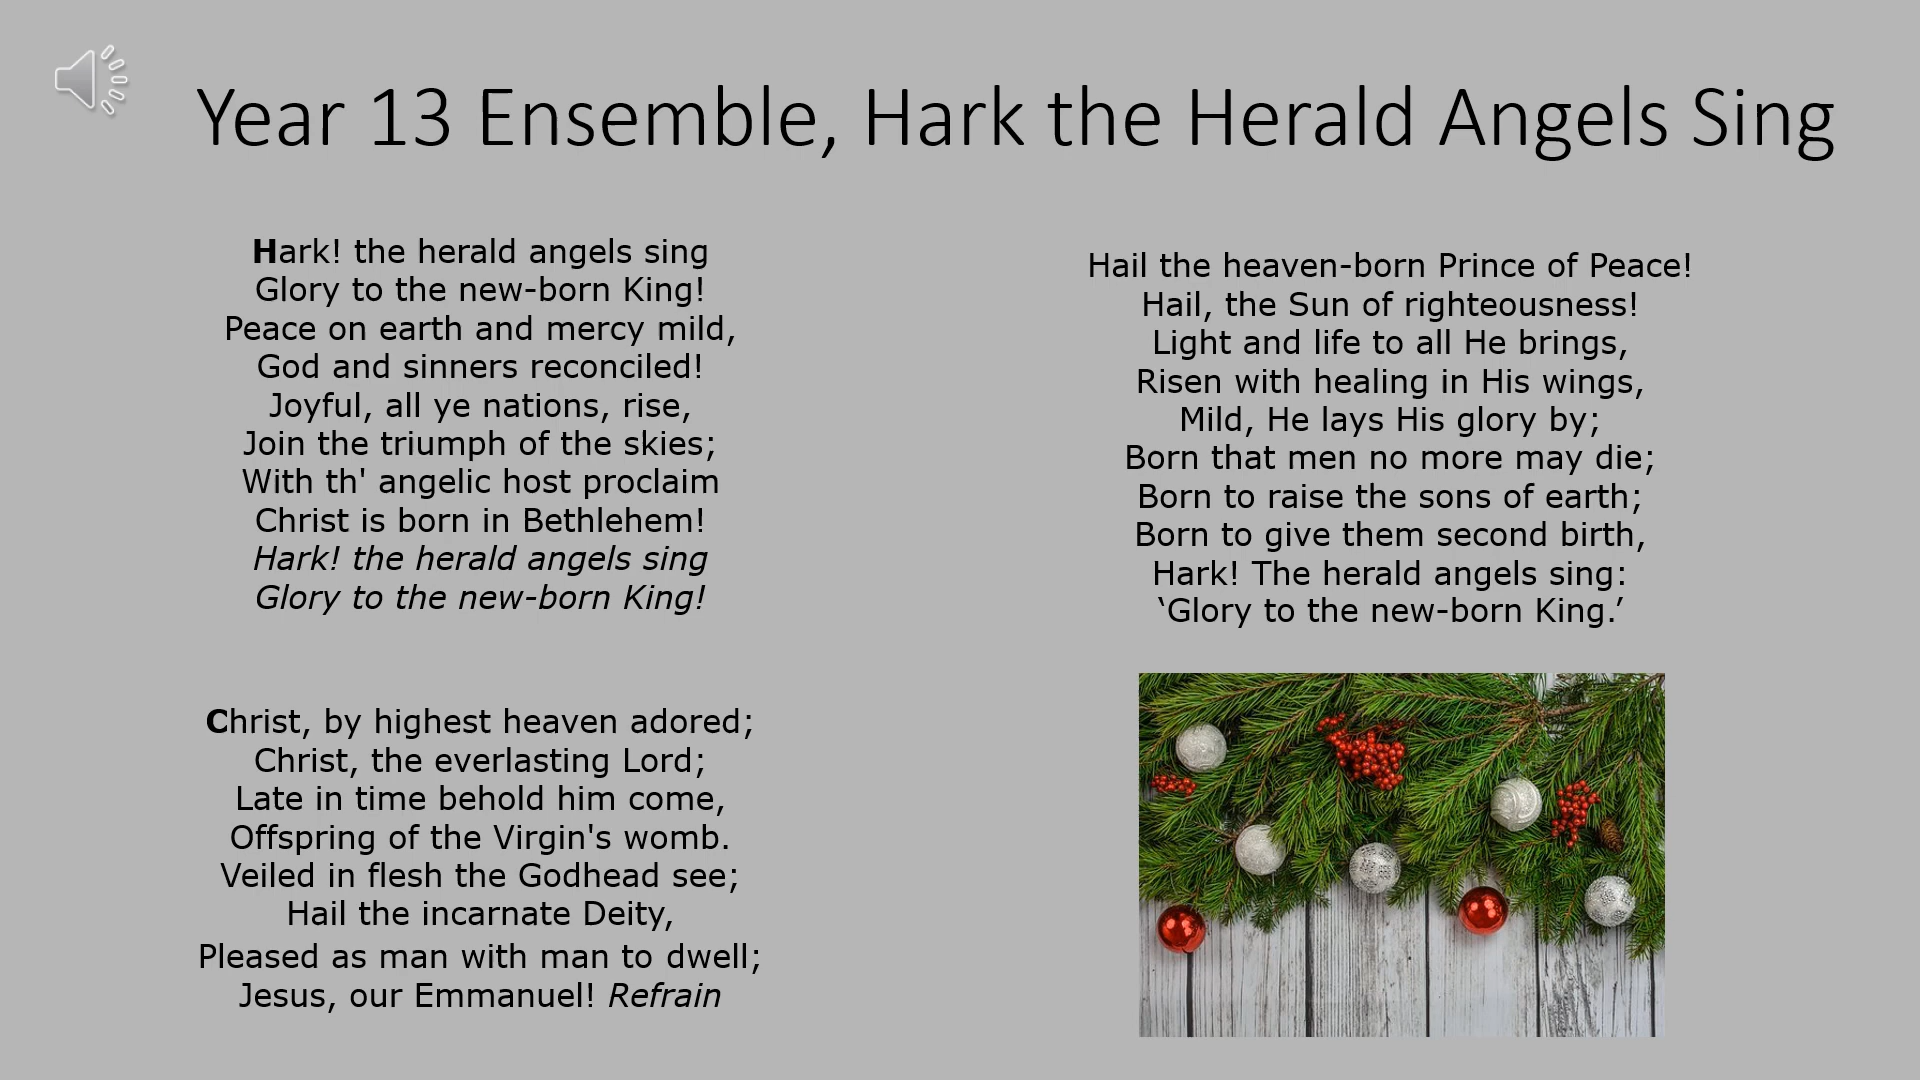 Year 13 Ensemble, Hark the Herald Angels Sing
Hark! the herald angels sing
Glory to the new-born King!
Peace on earth and mercy mild,
God and sinners reconciled!
Joyful, all ye nations, rise,
Join the triumph of the skies;
With th' angelic host proclaim
Christ is born in Bethlehem!
Hark! the herald angels sing
Glory to the new-born King!
Christ, by highest heaven adored;
Christ, the everlasting Lord;
Late in time behold him come,
Offspring of the Virgin's womb.
Veiled in flesh the Godhead see;
Hail the incarnate Deity,
Pleased as man with man to dwell;
Jesus, our Emmanuel! Refrain
Hail the heaven-born Prince of Peace!
Hail, the Sun of righteousness!
Light and life to all He brings,
Risen with healing in His wings,
Mild, He lays His glory by;
Born that men no more may die;
Born to raise the sons of earth;
Born to give them second birth,
Hark! The herald angels sing:
‘Glory to the new-born King.’